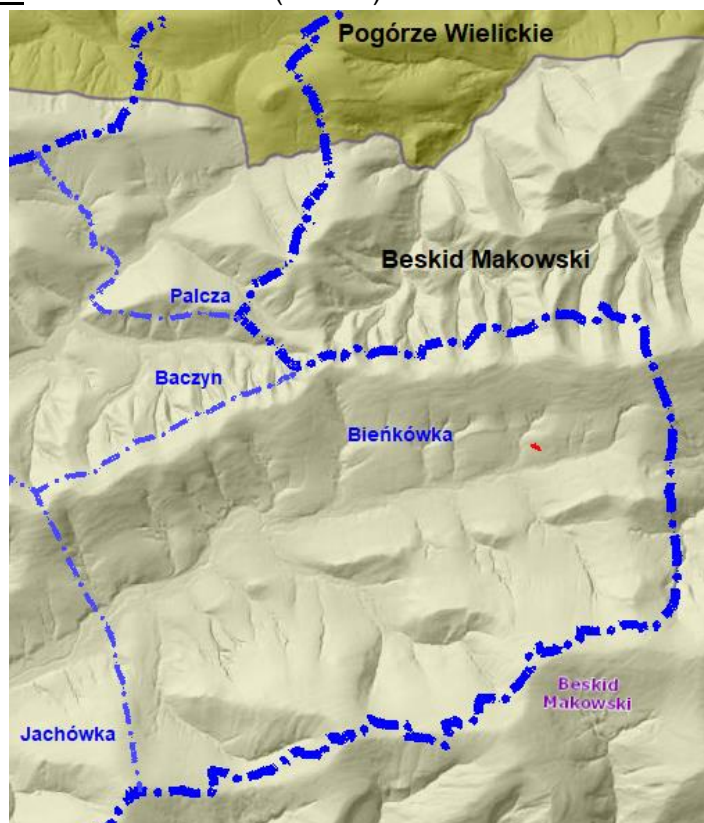 Pogórze Wielickie
Beskid Makowski
Palcza
Baczyn
Bieńkówka
Beskid
Makowski
Jachówka